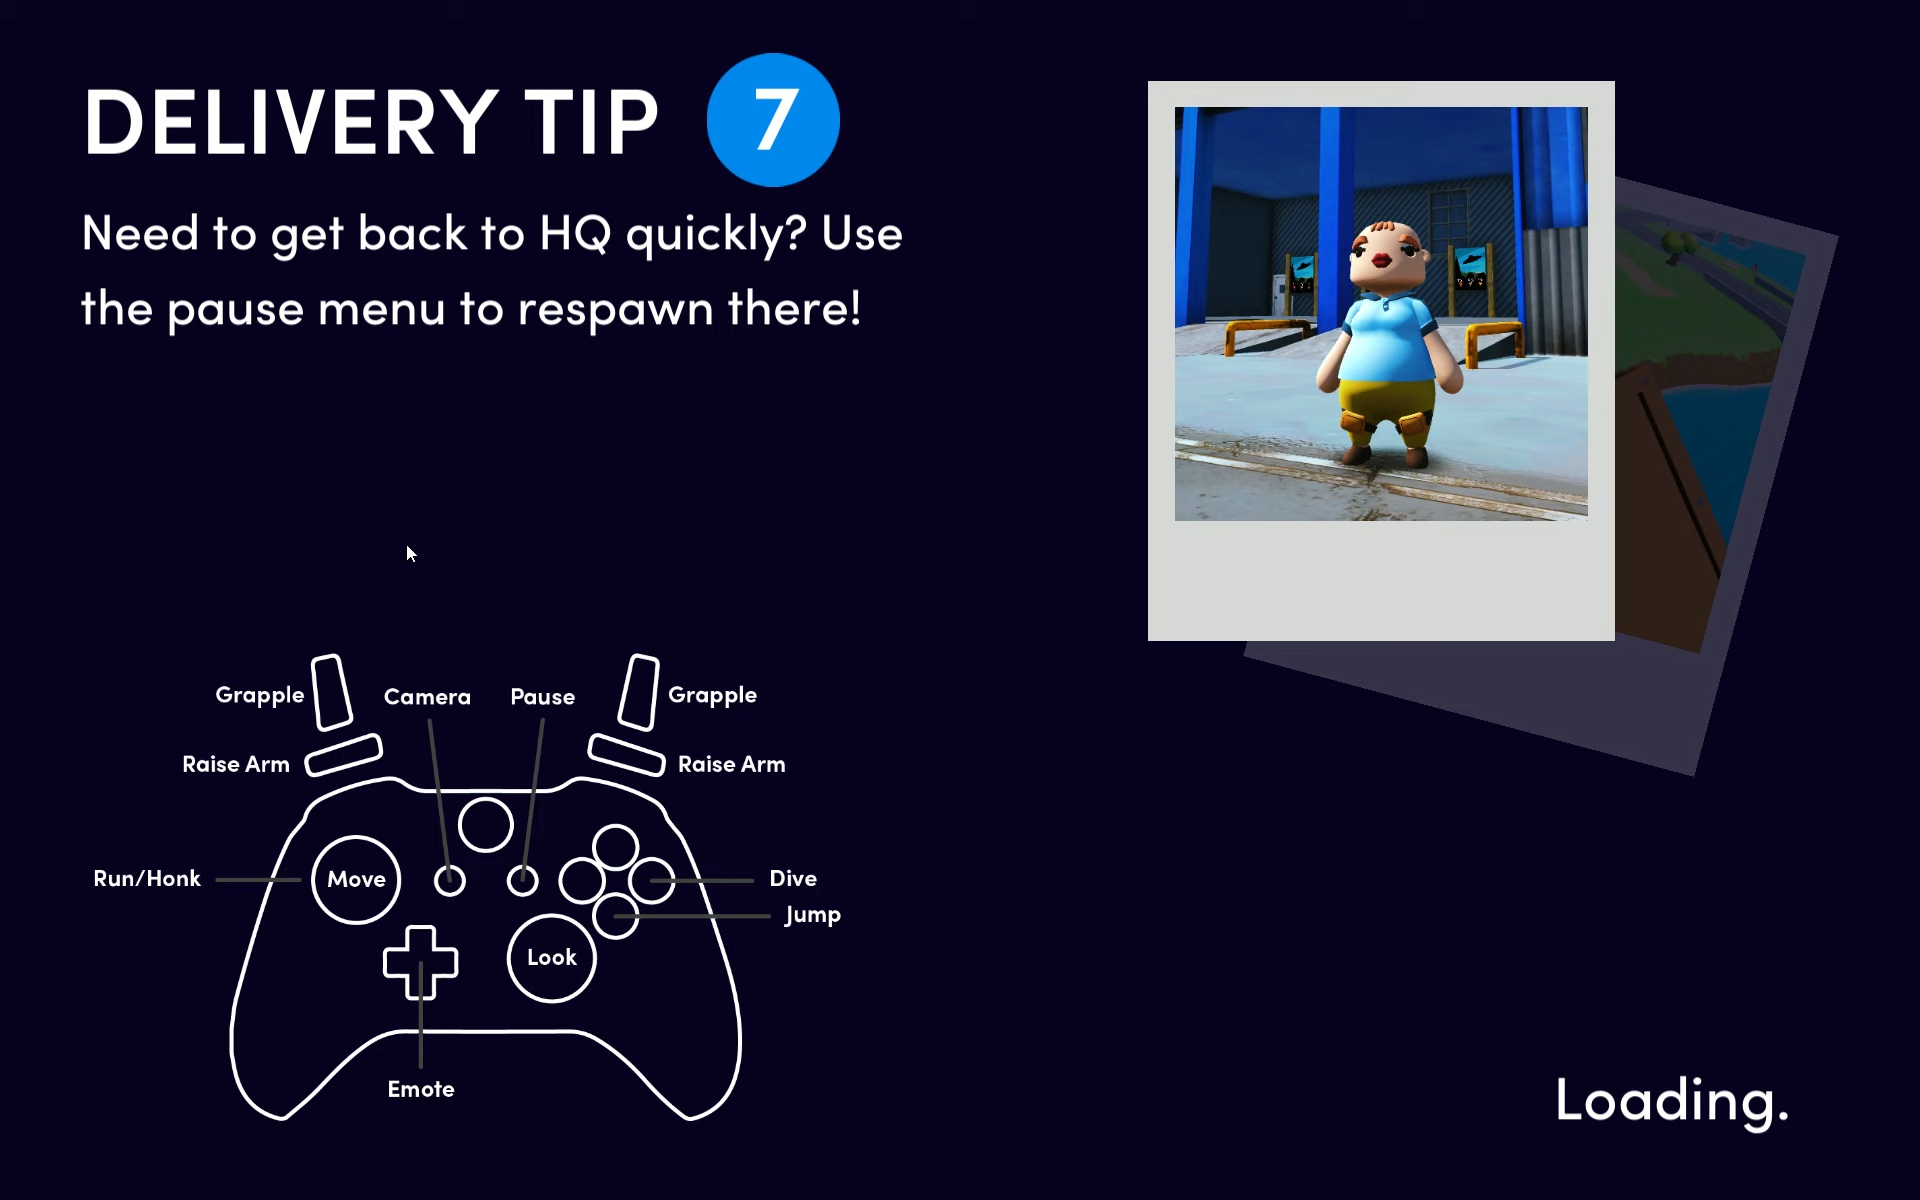 DELIVERY TIP 7
Need to get back to HQ quickly? Use
the pause menu to respawn there!
Grapple
Camera
Pause
Grapple
Raise Arm
Raise Arm
Run/Honk
Move
Dive
Jump
Look
Emote
Loading.